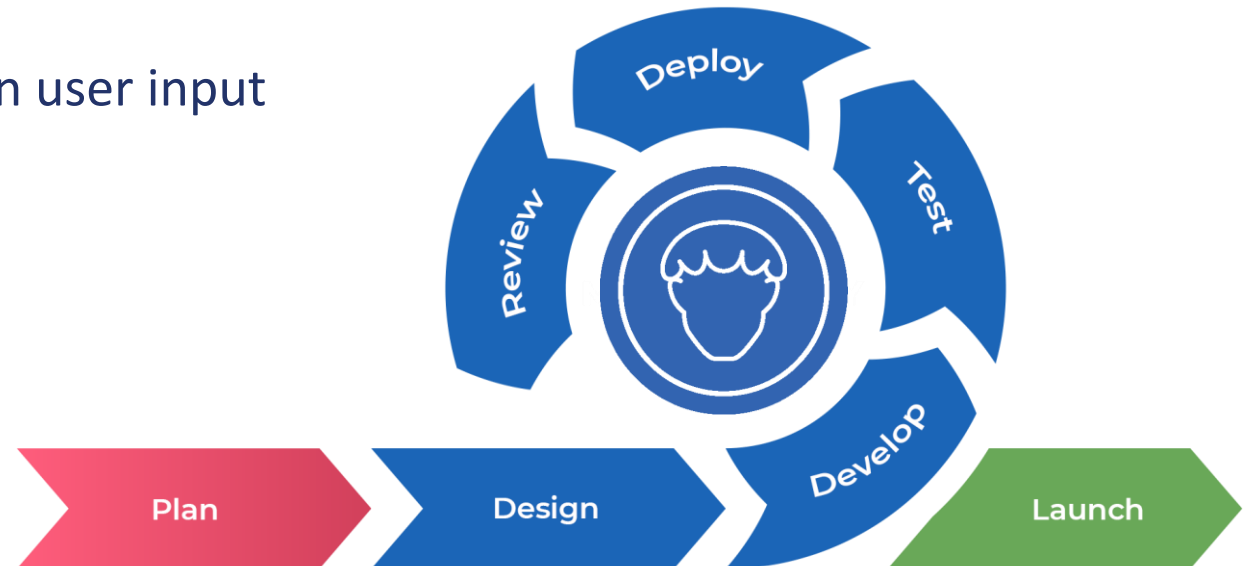 n user input
Deploy
Test
Review
Develop
Plan
Design
Launch